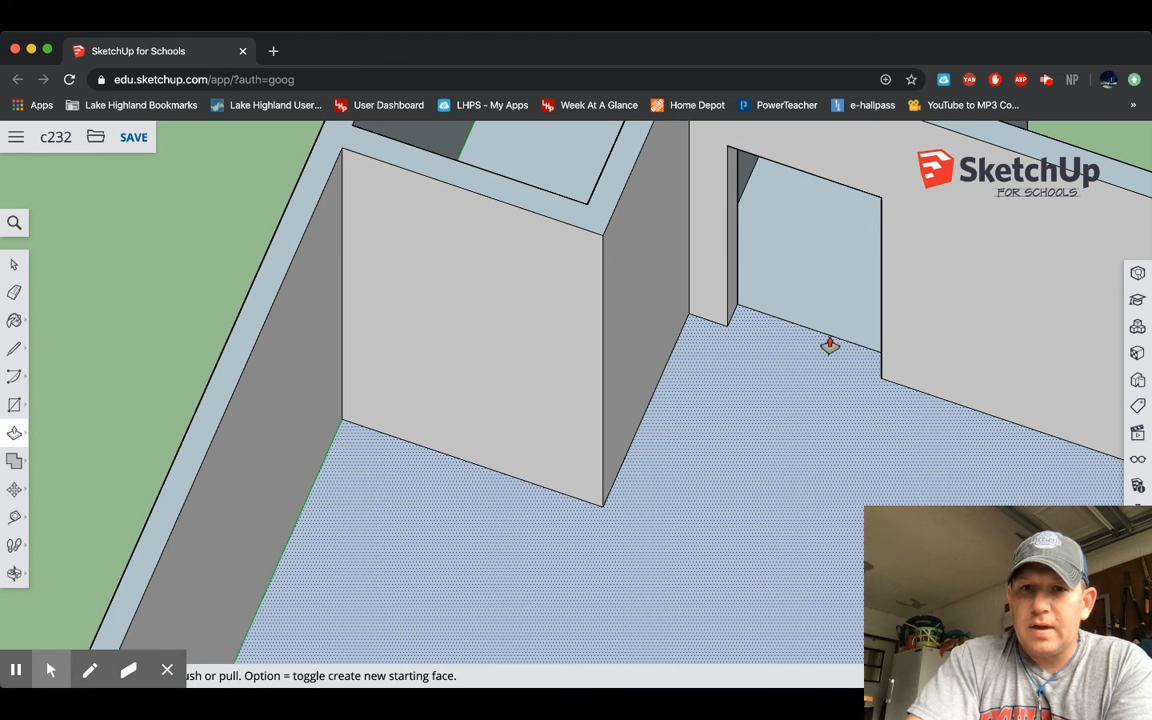 SketchUp for Schools
edu.sketchup.com/app/?auth=goog
ABP
NP
Apps
Lake Highland Bookmarks
Lake Highland User...
User Dashboard
LHPS - My Apps
Week At A Glance
Home Depot
PowerTeacher
e-hallpass
YouTube to MP3 Co...
»
c232
SAVE
SketchUp
FOR SCHOOLS
ush or pull. Option = toggle create new starting face.